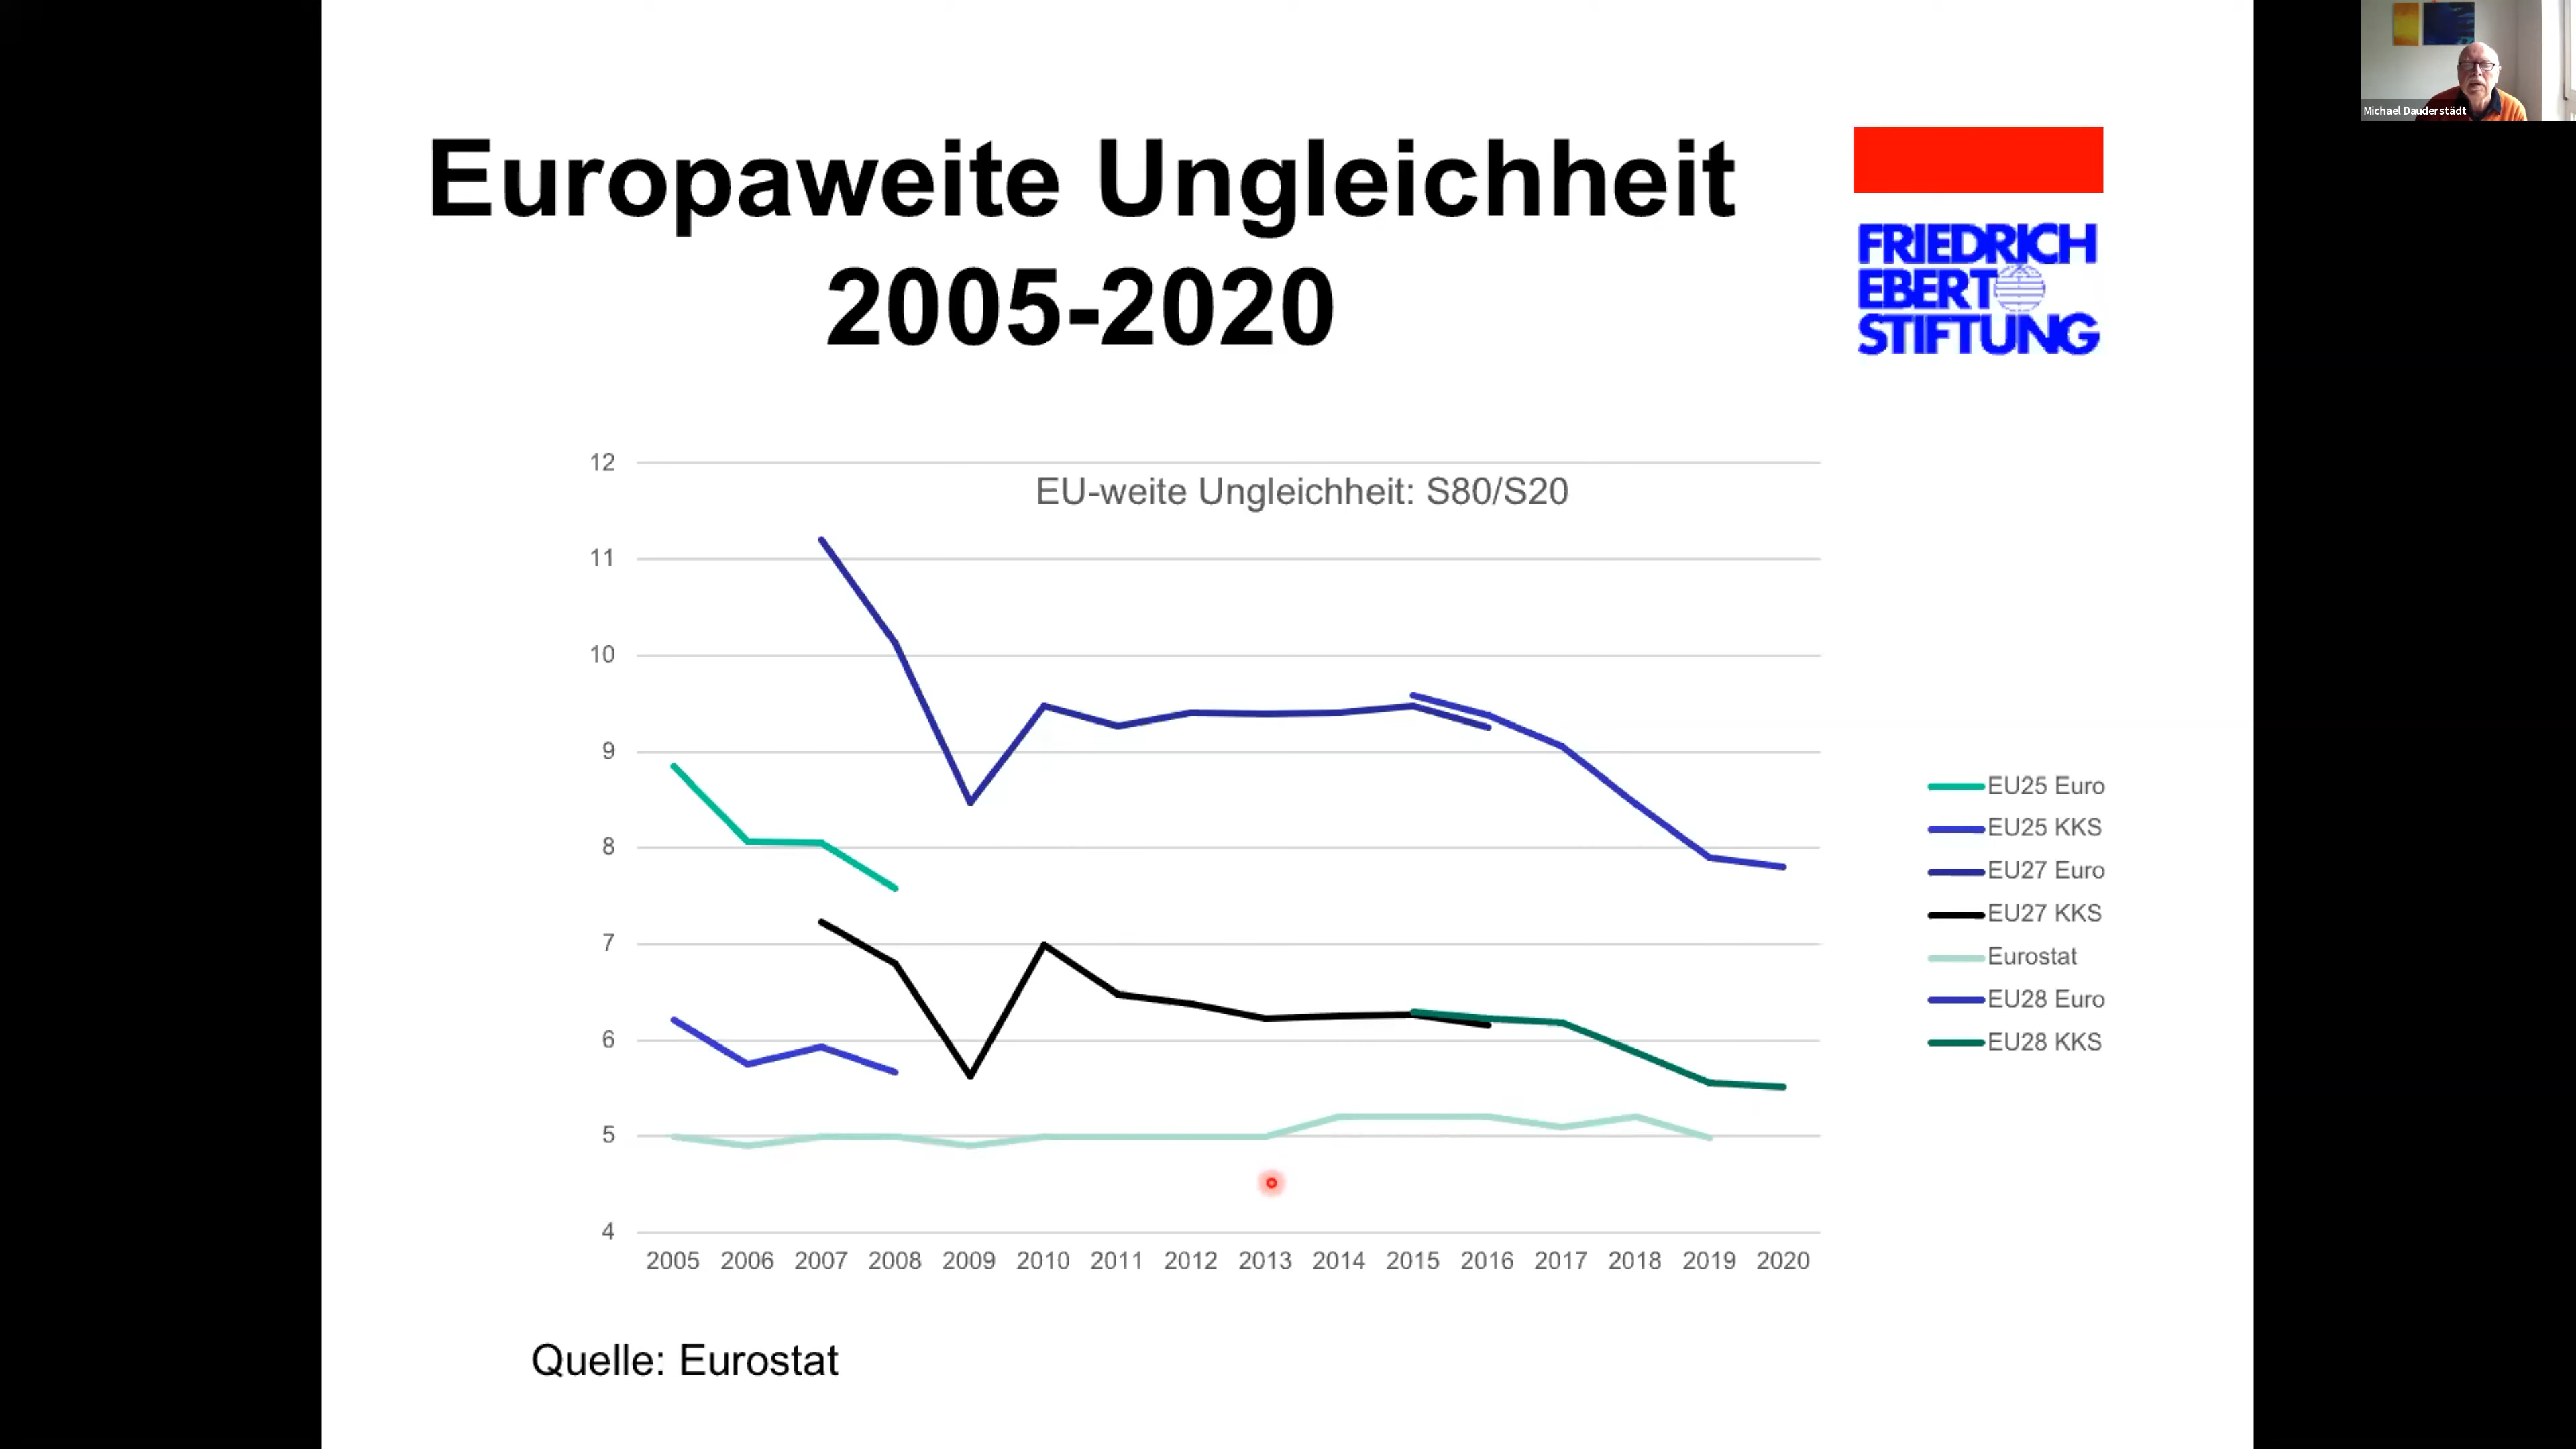 Michael Dauderstädt
Europaweite Ungleichheit
2005-2020
FRIEDRICH
EBERT
STIFTUNG
EU-weite Ungleichheit: S80/S20
12
11
10
9
8
7
6
5
4
2005 2006 2007 2008 2009 2010 2011 2012 2013 2014 2015 2016 2017 2018 2019 2020
EU25 Euro
EU25 KKS
EU27 Euro
EU27 KKS
Eurostat
EU28 Euro
EU28 KKS
Quelle: Eurostat